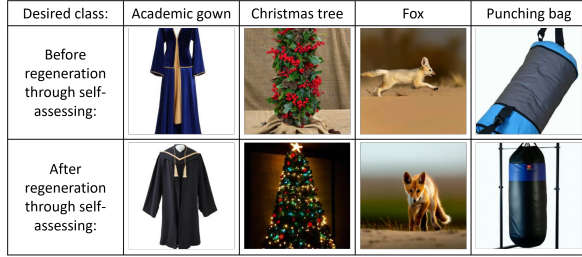 Desired class: Academic gown Christmas tree Fox Punching bag
Before
regeneration
through self-
assessing:
After
regeneration
through self-
assessing: